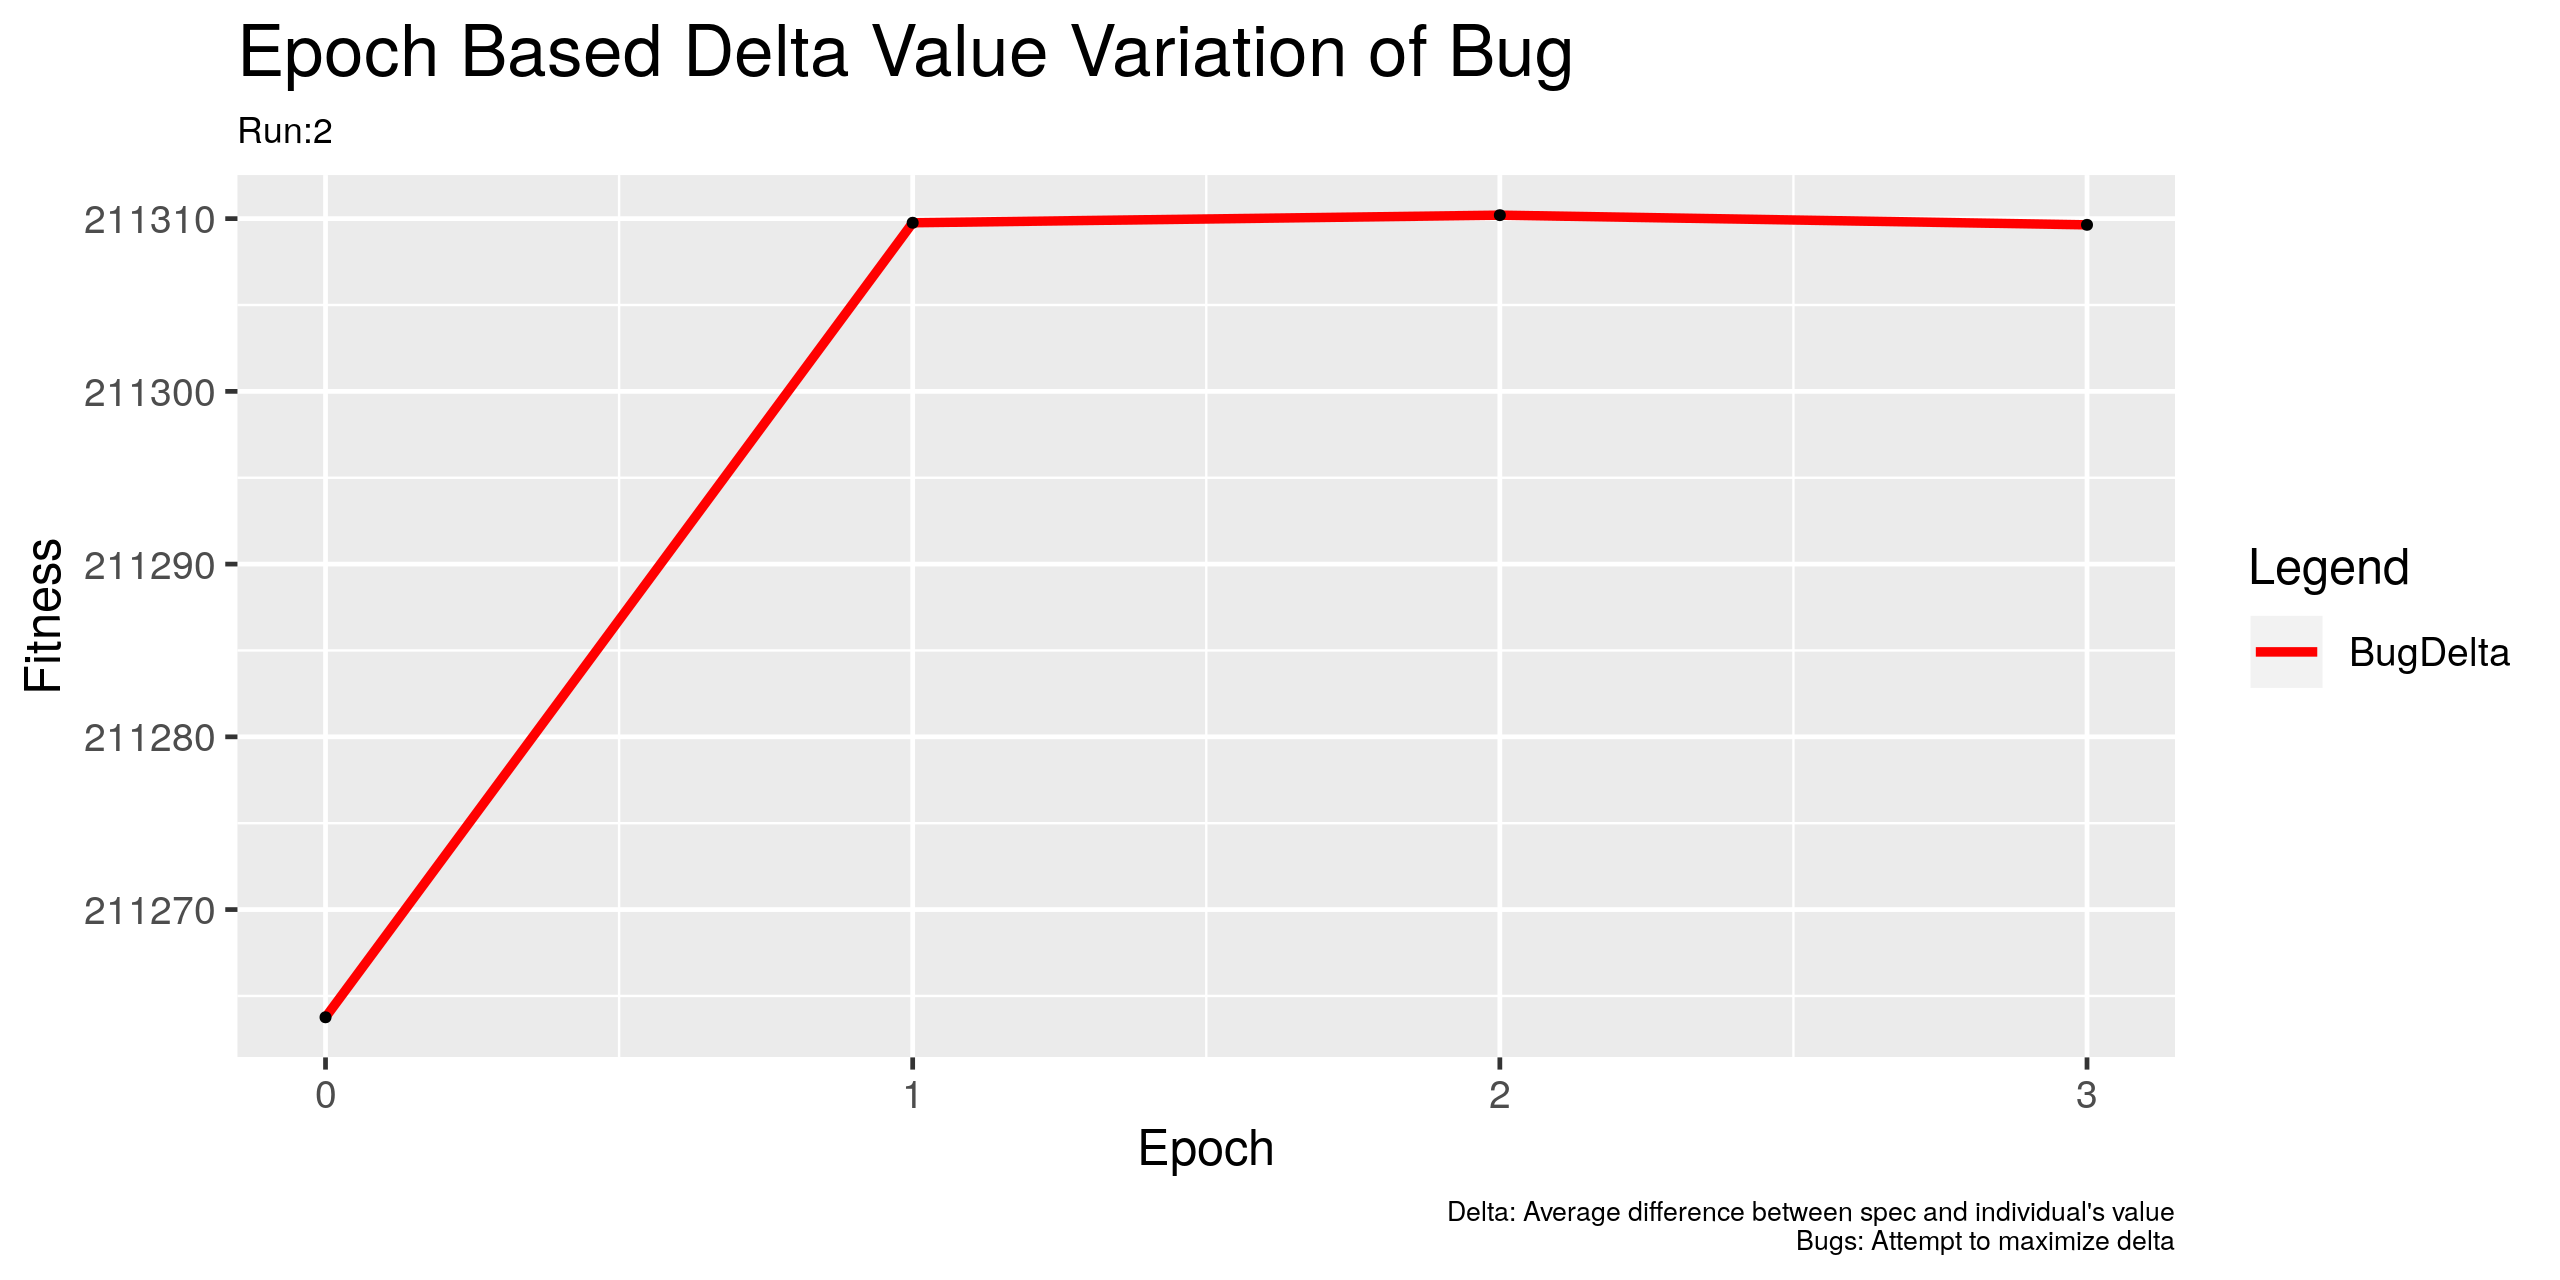 Epoch Based Delta Value Variation of Bug
Run:2
211310
211300
211290
211280
211270
Fitness
0 1 2 3
Epoch
Legend
BugDelta
Delta: Average difference between spec and individual's value
Bugs: Attempt to maximize delta